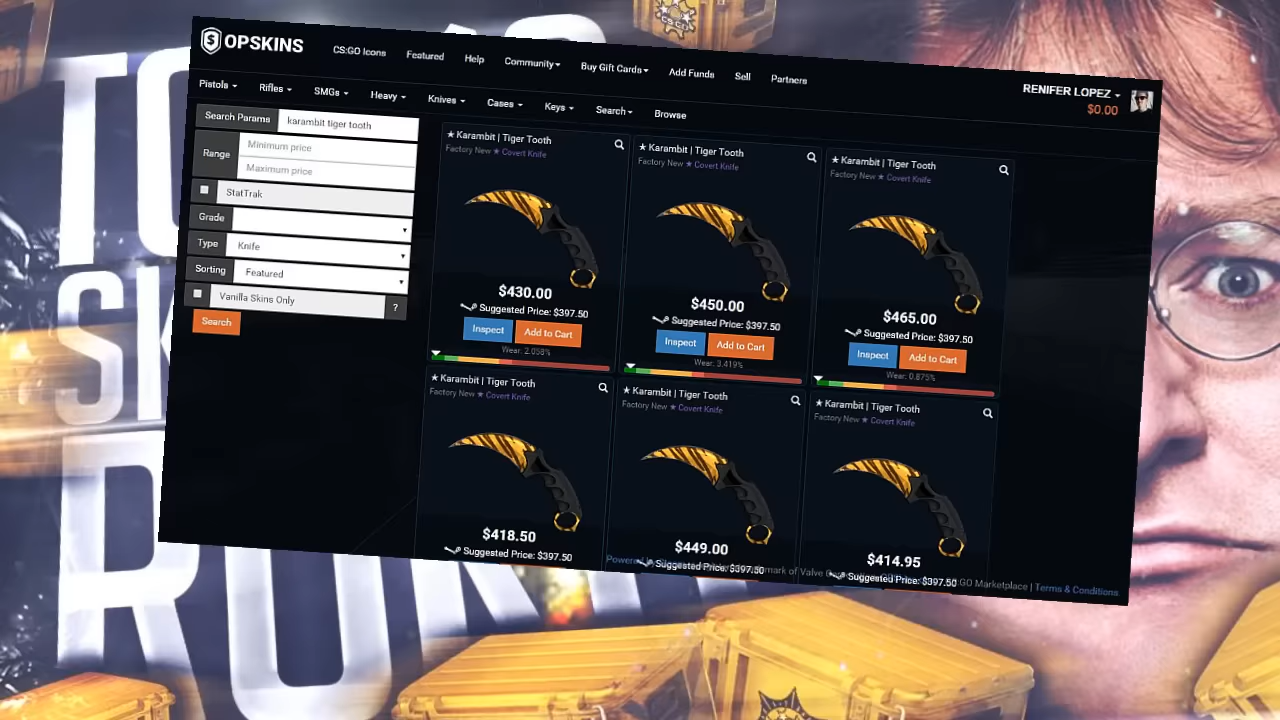 OPSKINS
CS:GO Icons Featured Help Community Buy Gift Cards Add Funds Sell Partners
RENIFER LOPEZ
$0.00
Pistols Rifles SMGs Heavy Knives Cases Keys Search Browse
Search Params karambit tiger tooth
Range Minimum price
Maximum price
StatTrak
Grade
Type Knife
Sorting Featured
Vanilla Skins Only ?
Search
★ Karambit | Tiger Tooth
Factory New ★ Covert Knife
$430.00
Suggested Price: $397.50
Inspect Add to Cart
Wear: 2.058%
★ Karambit | Tiger Tooth
Factory New ★ Covert Knife
$450.00
Suggested Price: $397.50
Inspect Add to Cart
Wear: 3.419%
★ Karambit | Tiger Tooth
Factory New ★ Covert Knife
$465.00
Suggested Price: $397.50
Inspect Add to Cart
Wear: 0.875%
★ Karambit | Tiger Tooth
Factory New ★ Covert Knife
$418.50
Suggested Price: $397.50
★ Karambit | Tiger Tooth
Factory New ★ Covert Knife
$449.00
Suggested Price: $397.50
★ Karambit | Tiger Tooth
Factory New ★ Covert Knife
$414.95
Suggested Price: $397.50
Powered of Valve Marketplace | Terms & Conditions
TO
SK
RU
CS:GO